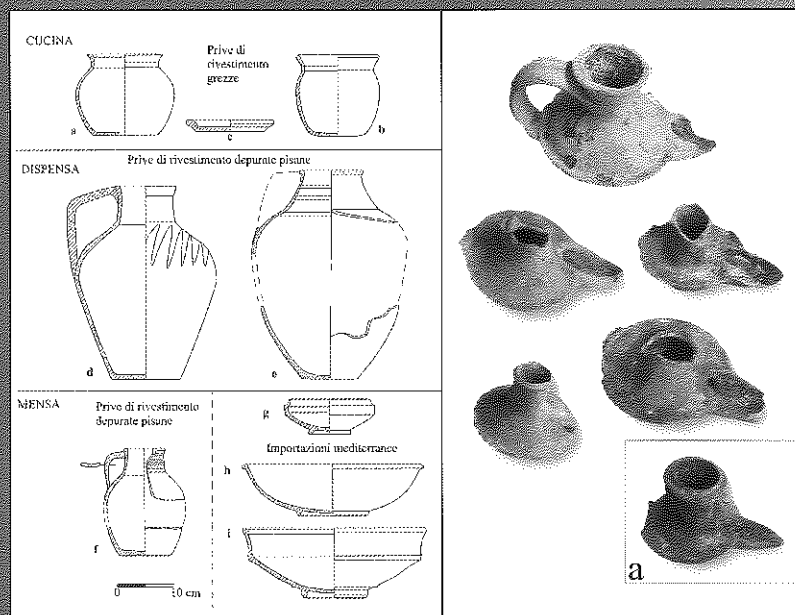 CUCINA
Prive di
rivestimento
grezze
a
c
b
DISPENSA
Prive di rivestimento depurate pisane
d
e
MENSA
Prive di rivestimento
depurate pisane
g
Importazioni mediterranee
h
f
i
0 10 cm
a